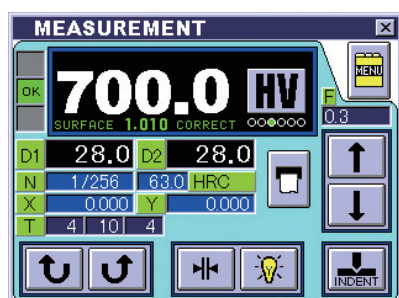 MEASUREMENT
MENU
OK
700.0 HV
SURFACE 1.010 CORRECT
F
0.3
D1 28.0 D2 28.0
N 1/256 63.0 HRC
X 0.000 Y 0.000
T 4 10 4
INDENT